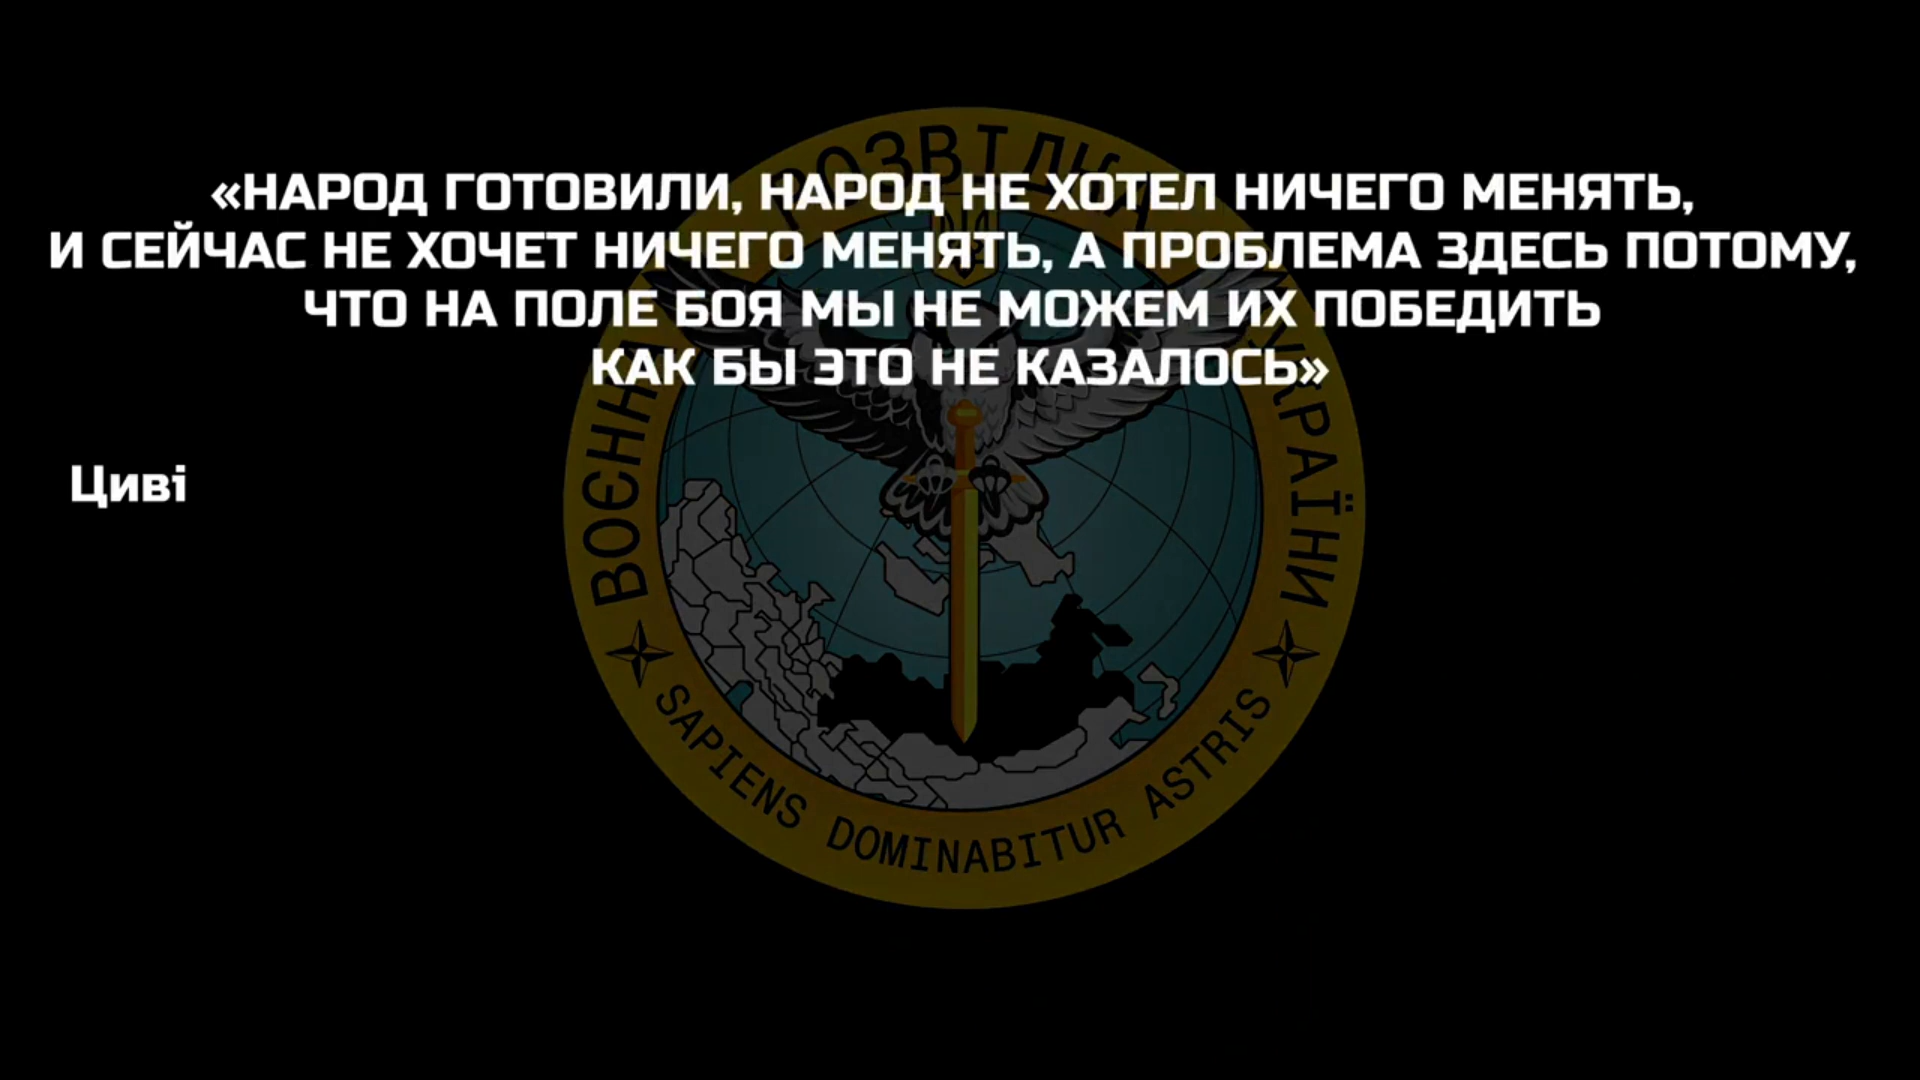 «НАРОД ГОТОВИЛИ, НАРОД НЕ ХОТЕЛ НИЧЕГО МЕНЯТЬ,
И СЕЙЧАС НЕ ХОЧЕТ НИЧЕГО МЕНЯТЬ, А ПРОБЛЕМА ЗДЕСЬ ПОТОМУ,
ЧТО НА ПОЛЕ БОЯ МЫ НЕ МОЖЕМ ИХ ПОБЕДИТЬ
КАК БЫ ЭТО НЕ КАЗАЛОСЬ»
Циві
ВОЄННА РОЗВІДКА УКРАЇНИ
SAPIENS DOMINABITUR ASTRIS